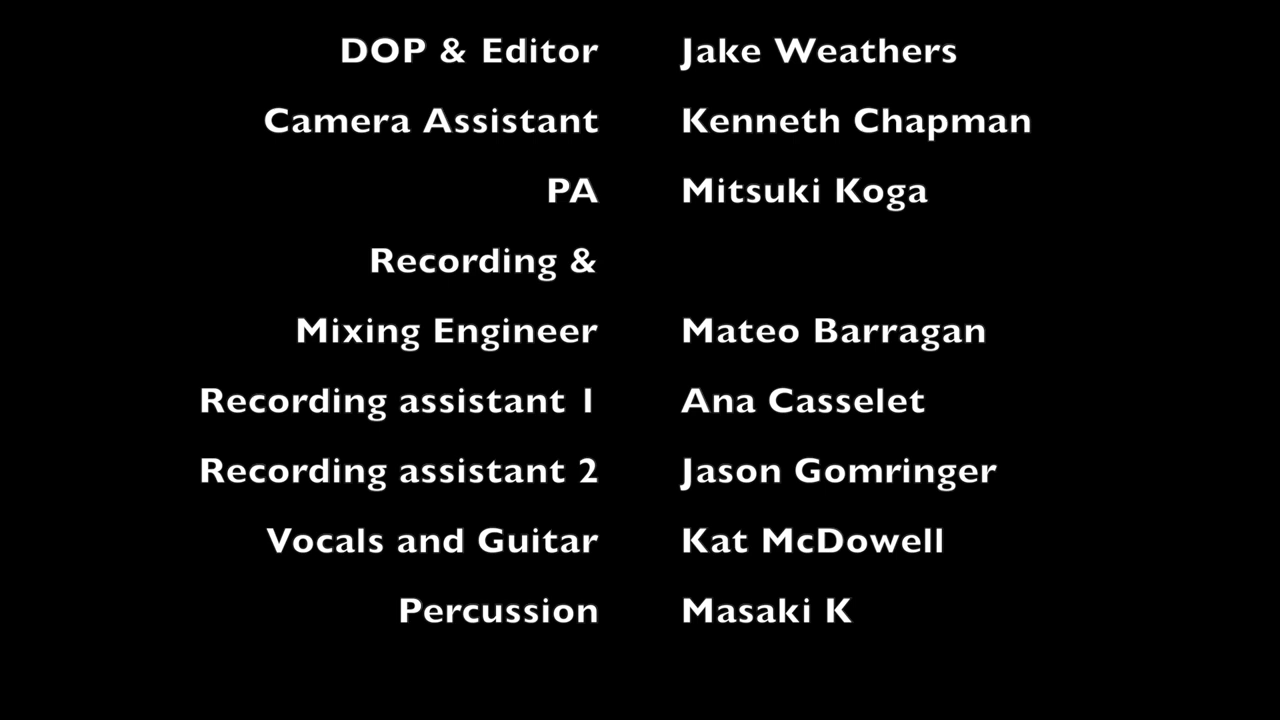 DOP & Editor Jake Weathers
Camera Assistant Kenneth Chapman
PA Mitsuki Koga
Recording &
Mixing Engineer Mateo Barragan
Recording assistant 1 Ana Casselet
Recording assistant 2 Jason Gomringer
Vocals and Guitar Kat McDowell
Percussion Masaki K